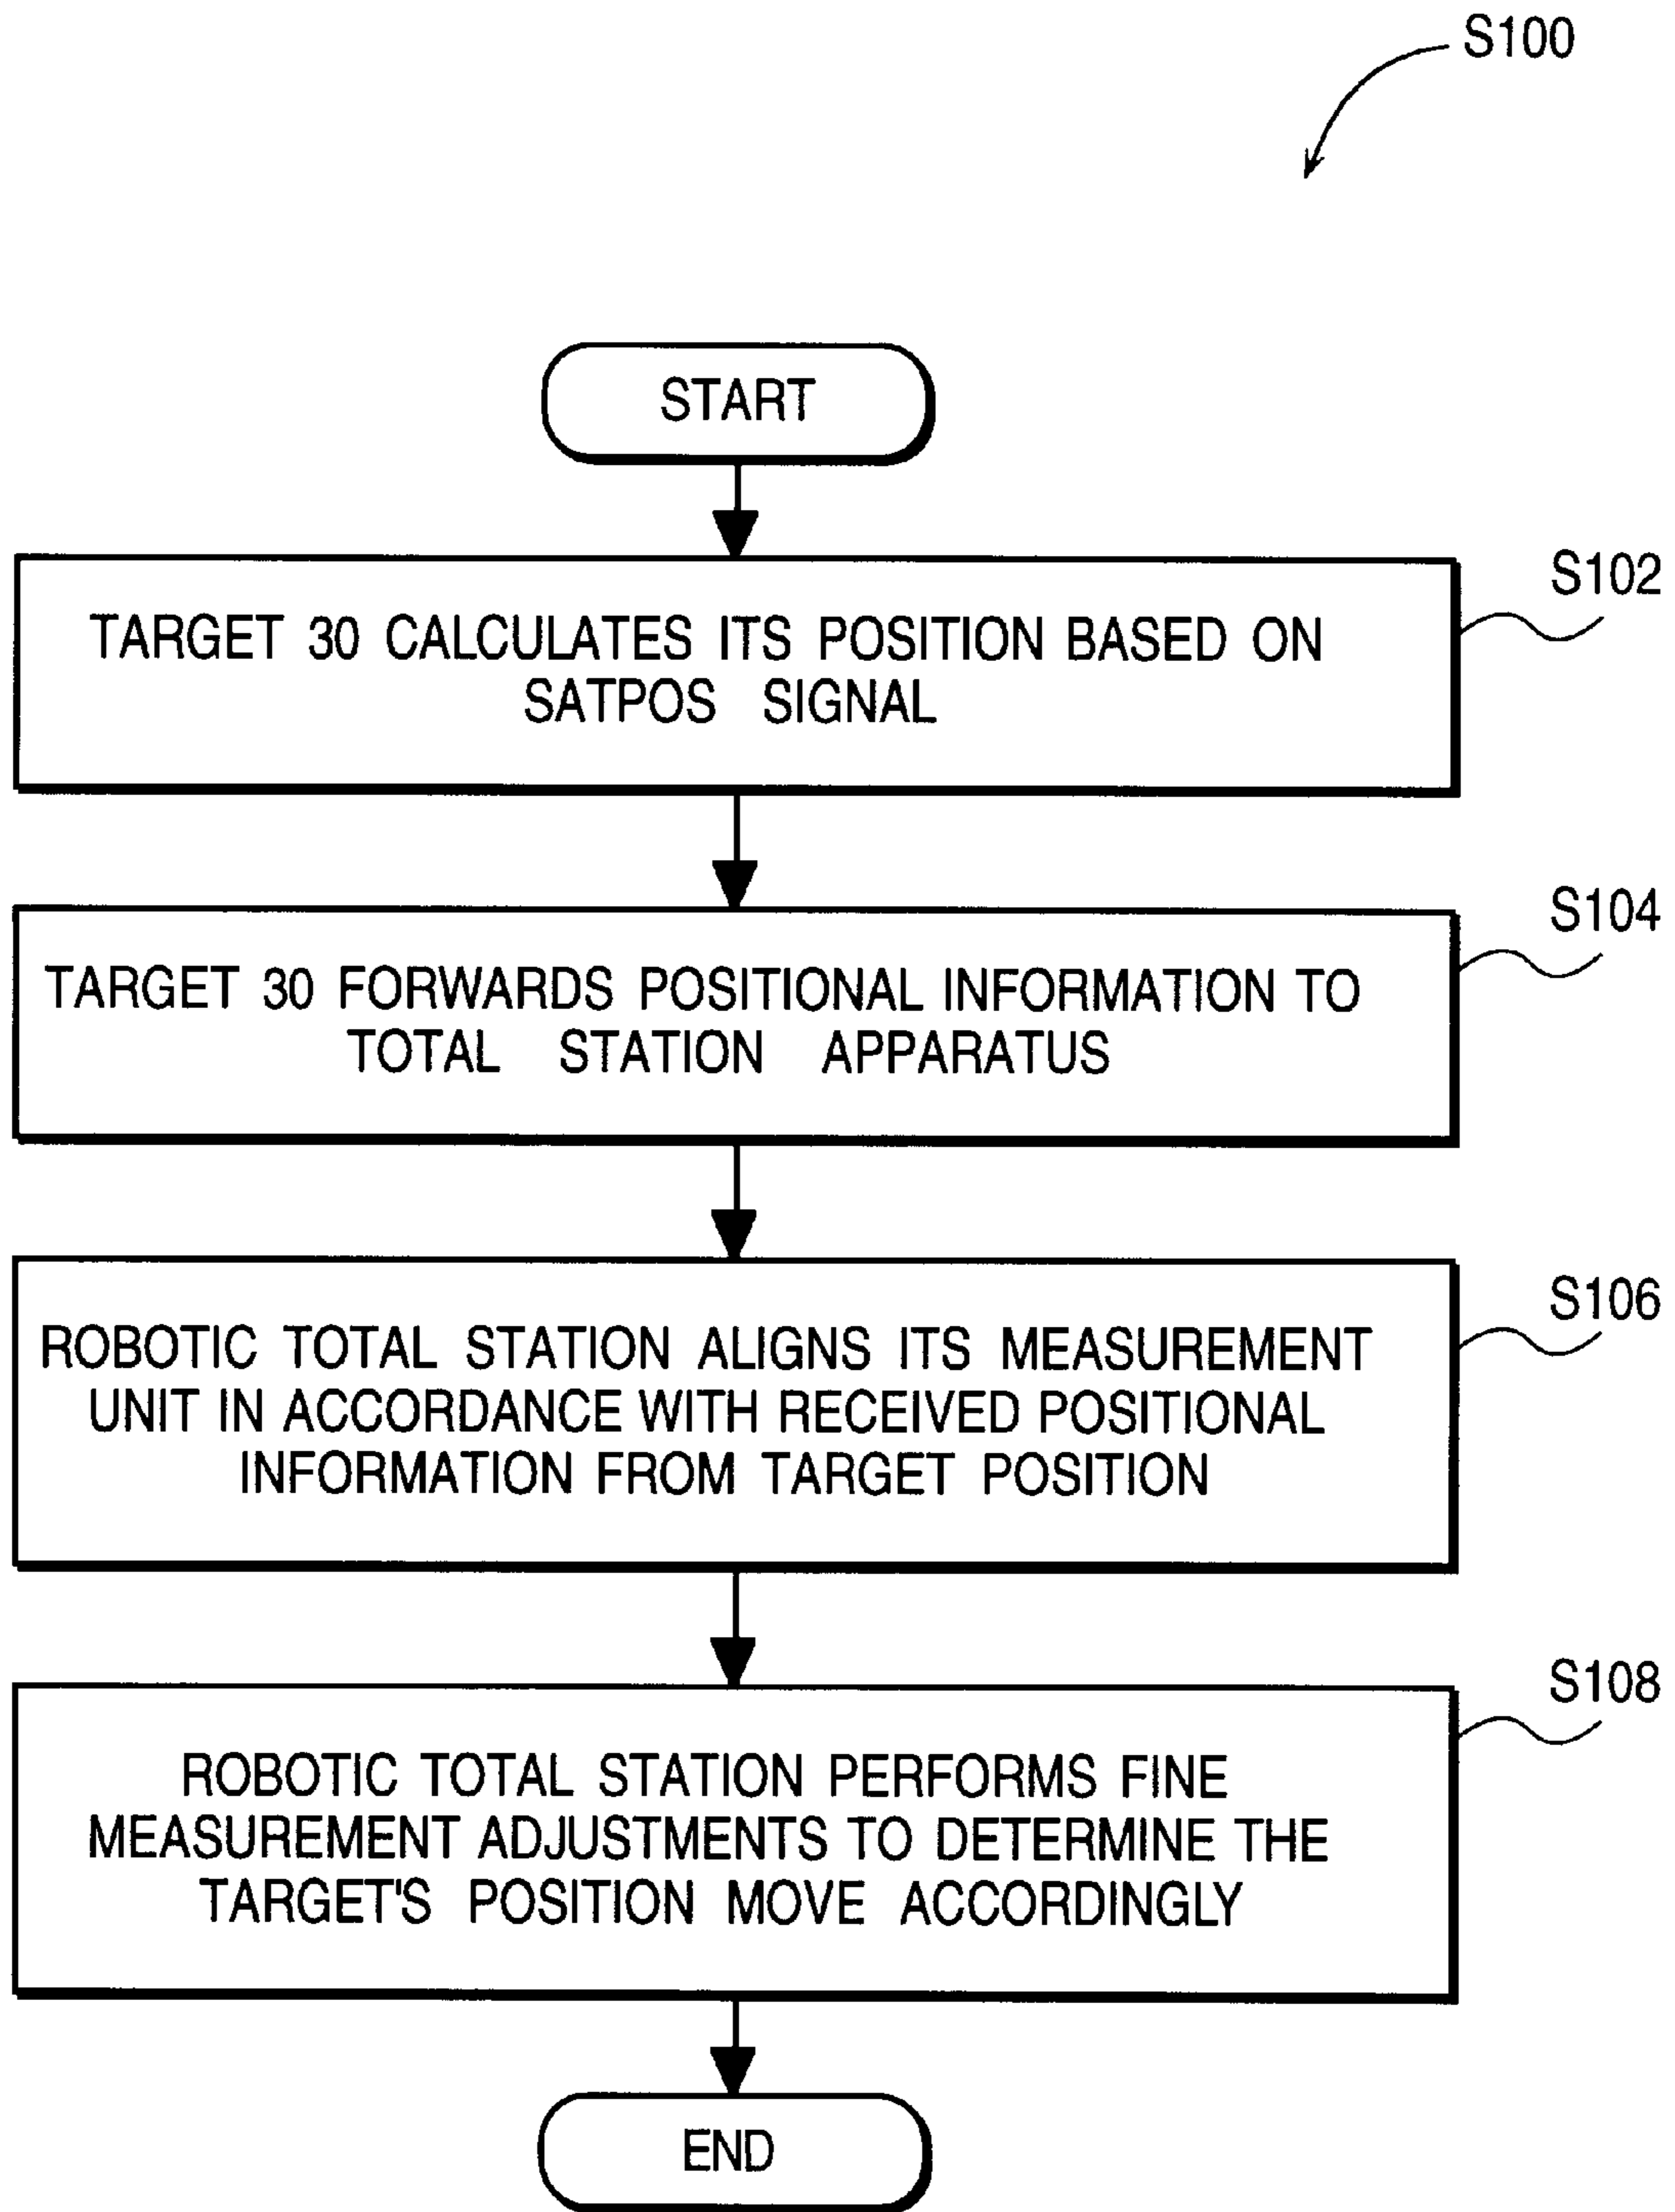 S100
START
S102
TARGET 30 CALCULATES ITS POSITION BASED ON
SATPOS SIGNAL
S104
TARGET 30 FORWARDS POSITIONAL INFORMATION TO
TOTAL STATION APPARATUS
S106
ROBOTIC TOTAL STATION ALIGNS ITS MEASUREMENT
UNIT IN ACCORDANCE WITH RECEIVED POSITIONAL
INFORMATION FROM TARGET POSITION
S108
ROBOTIC TOTAL STATION PERFORMS FINE
MEASUREMENT ADJUSTMENTS TO DETERMINE THE
TARGET'S POSITION MOVE ACCORDINGLY
END